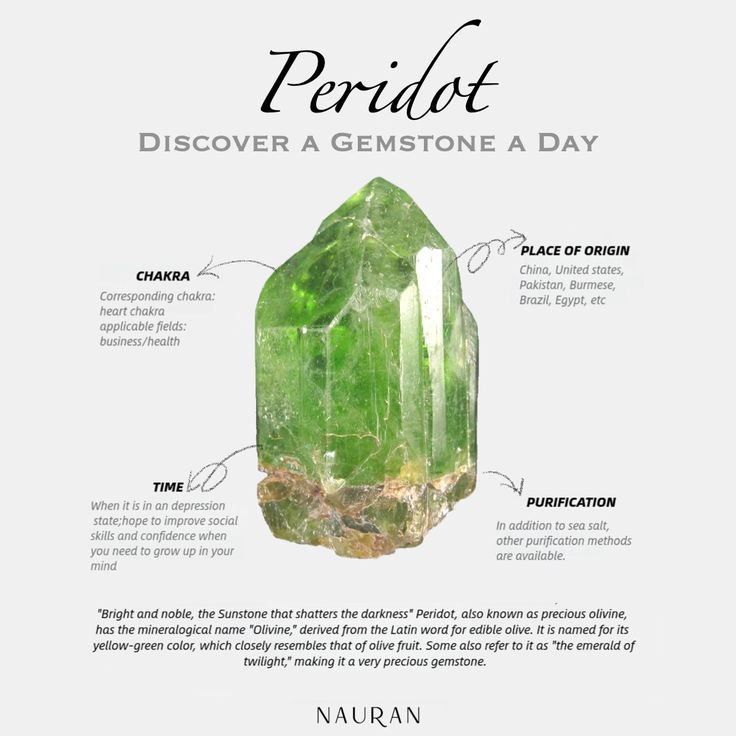 Peridot
DISCOVER A GEMSTONE A DAY
CHAKRA
Corresponding chakra:
heart chakra
applicable fields:
business/health
PLACE OF ORIGIN
China, United states,
Pakistan, Burmese,
Brazil, Egypt, etc
TIME
When it is in an depression
state;hope to improve social
skills and confidence when
you need to grow up in your
mind
PURIFICATION
In addition to sea salt,
other purification methods
are available.
"Bright and noble, the Sunstone that shatters the darkness" Peridot, also known as precious olivine,
has the mineralogical name "Olivine," derived from the Latin word for edible olive. It is named for its
yellow-green color, which closely resembles that of olive fruit. Some also refer to it as "the emerald of
twilight," making it a very precious gemstone.
NAURAN